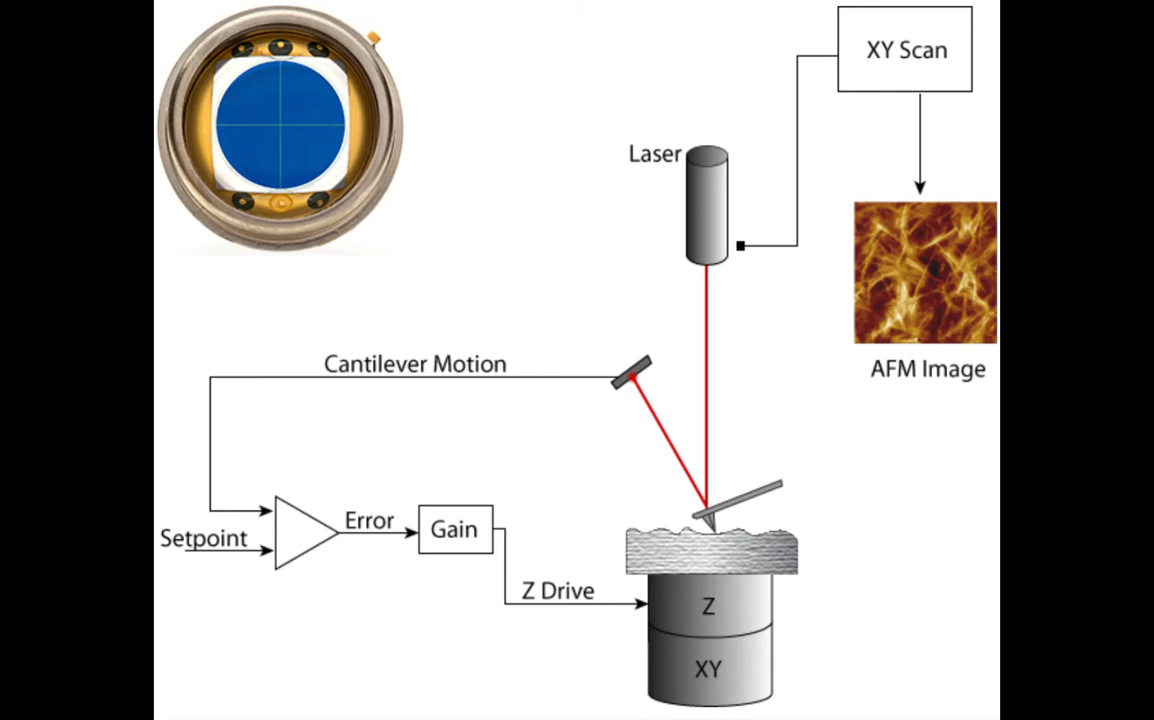 XY Scan
Laser
AFM Image
Cantilever Motion
Setpoint
Error
Gain
Z Drive
Z
XY